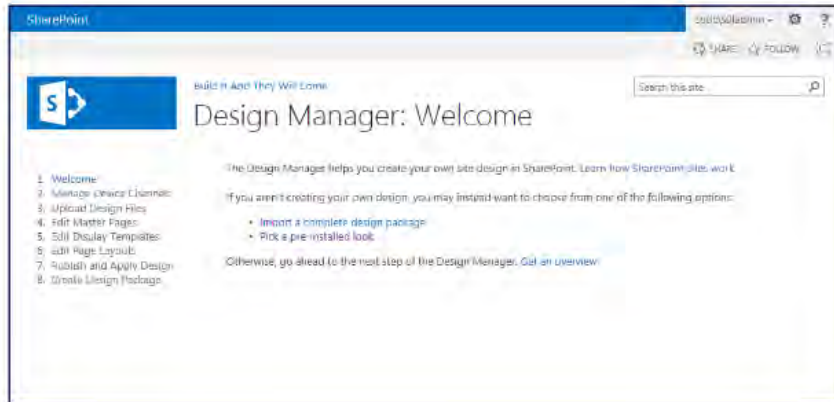 SharePoint
?
SHARE FOLLOW
S
Build It And They Will Come
Search this site
Design Manager: Welcome
The Design Manager helps you create your own site design in SharePoint. Learn how SharePoint sites work.
1. Welcome
2. Manage Device Channels
3. Upload Design Files
4. Edit Master Pages
5. Edit Display Templates
6. Edit Page Layouts
7. Publish and Apply Design
8. Create Design Package
If you aren't creating your own design, you may instead want to choose from one of the following options:
• Import a complete design package
• Pick a pre-installed look
Otherwise, go ahead to the next step of the Design Manager. Get an overview.